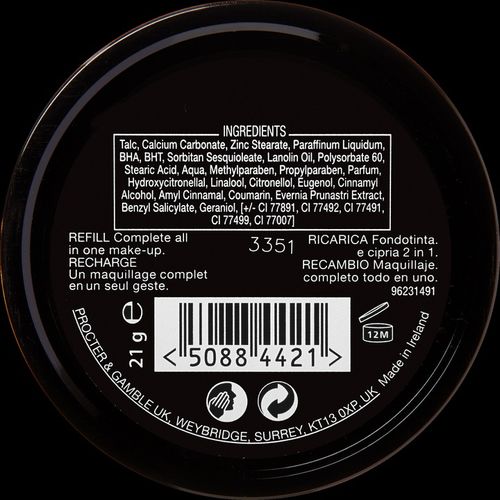 INGREDIENTS
Talc, Calcium Carbonate, Zinc Stearate, Paraffinum Liquidum,
BHA, BHT, Sorbitan Sesquioleate, Lanolin Oil, Polysorbate 60,
Stearic Acid, Aqua, Methylparaben, Propylparaben, Parfum,
Hydroxycitronellal, Linalool, Citronellol, Eugenol, Cinnamyl
Alcohol, Amyl Cinnamal, Coumarin, Evernia Prunastri Extract,
Benzyl Salicylate, Geraniol, [+/- CI 77891, CI 77492, CI 77491,
CI 77499, CI 77007]
REFILL Complete all
in one make-up.
RECHARGE
Un maquillage complet
en un seul geste.
3351
RICARICA Fondotinta.
e cipria 2 in 1.
RECAMBIO Maquillaje.
completo todo en uno.
96231491
21 g e
<5088 4421>
12M
PROCTER & GAMBLE UK, WEYBRIDGE, SURREY, KT13 0XP, UK Made in Ireland